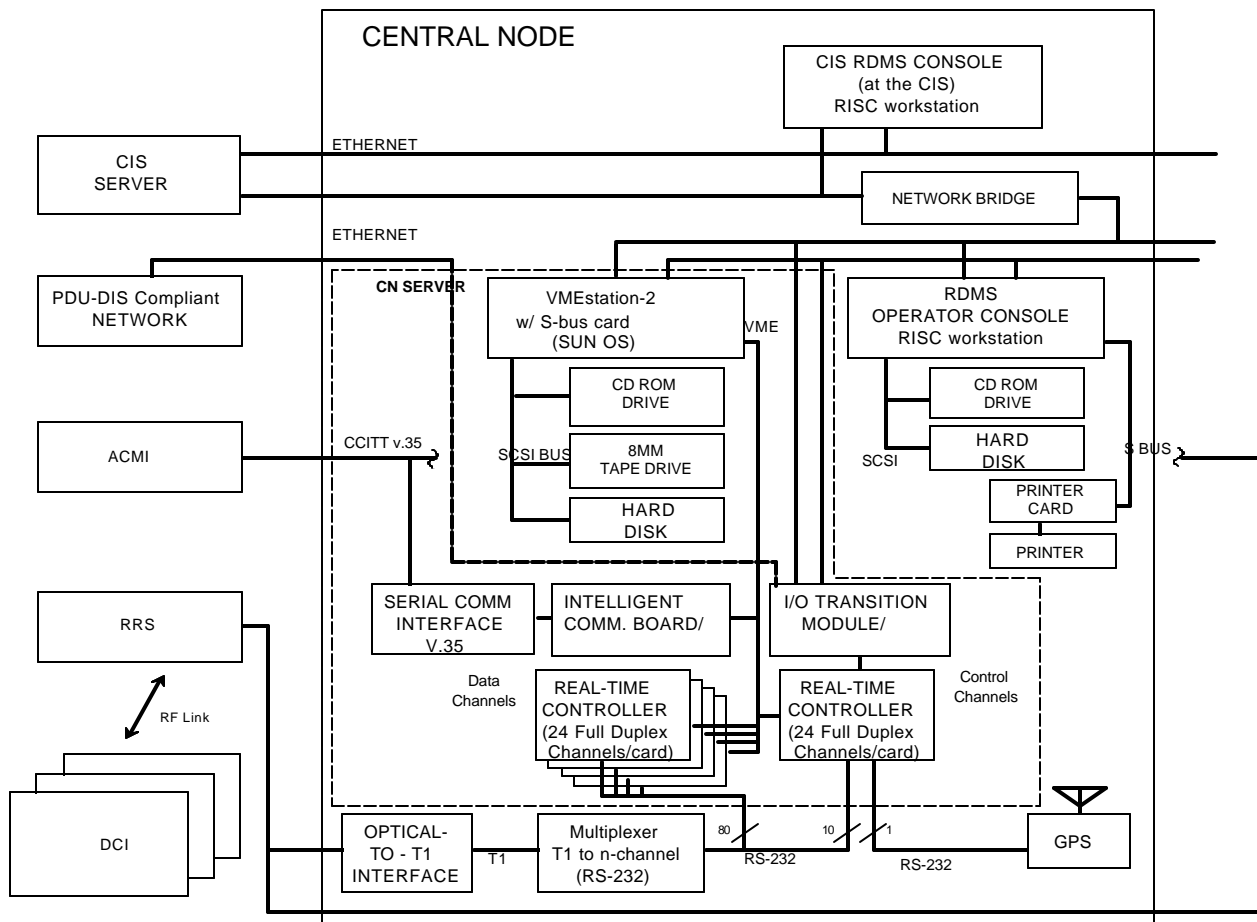 CENTRAL NODE
CIS RDMS CONSOLE
(at the CIS)
RISC workstation
ETHERNET
CIS
SERVER
NETWORK BRIDGE
ETHERNET
PDU-DIS Compliant
NETWORK
CN SERVER
VMEstation-2
w/ S-bus card
(SUN OS)
VME
RDMS
OPERATOR CONSOLE
RISC workstation
CD ROM
DRIVE
CD ROM
DRIVE
ACMI
CCITT v.35
SCSI BUS
8MM
TAPE DRIVE
SCSI
HARD
DISK
S BUS
HARD
DISK
PRINTER
CARD
PRINTER
RRS
SERIAL COMM
INTERFACE
V.35
INTELLIGENT
COMM. BOARD/
I/O TRANSITION
MODULE/
Data
Channels
REAL-TIME
CONTROLLER
(24 Full Duplex
Channels/card)
REAL-TIME
CONTROLLER
(24 Full Duplex
Channels/card)
Control
Channels
RF Link
DCI
OPTICAL-
TO - T1
INTERFACE
T1
Multiplexer
T1 to n-channel
(RS-232)
80
RS-232
10
1
RS-232
GPS